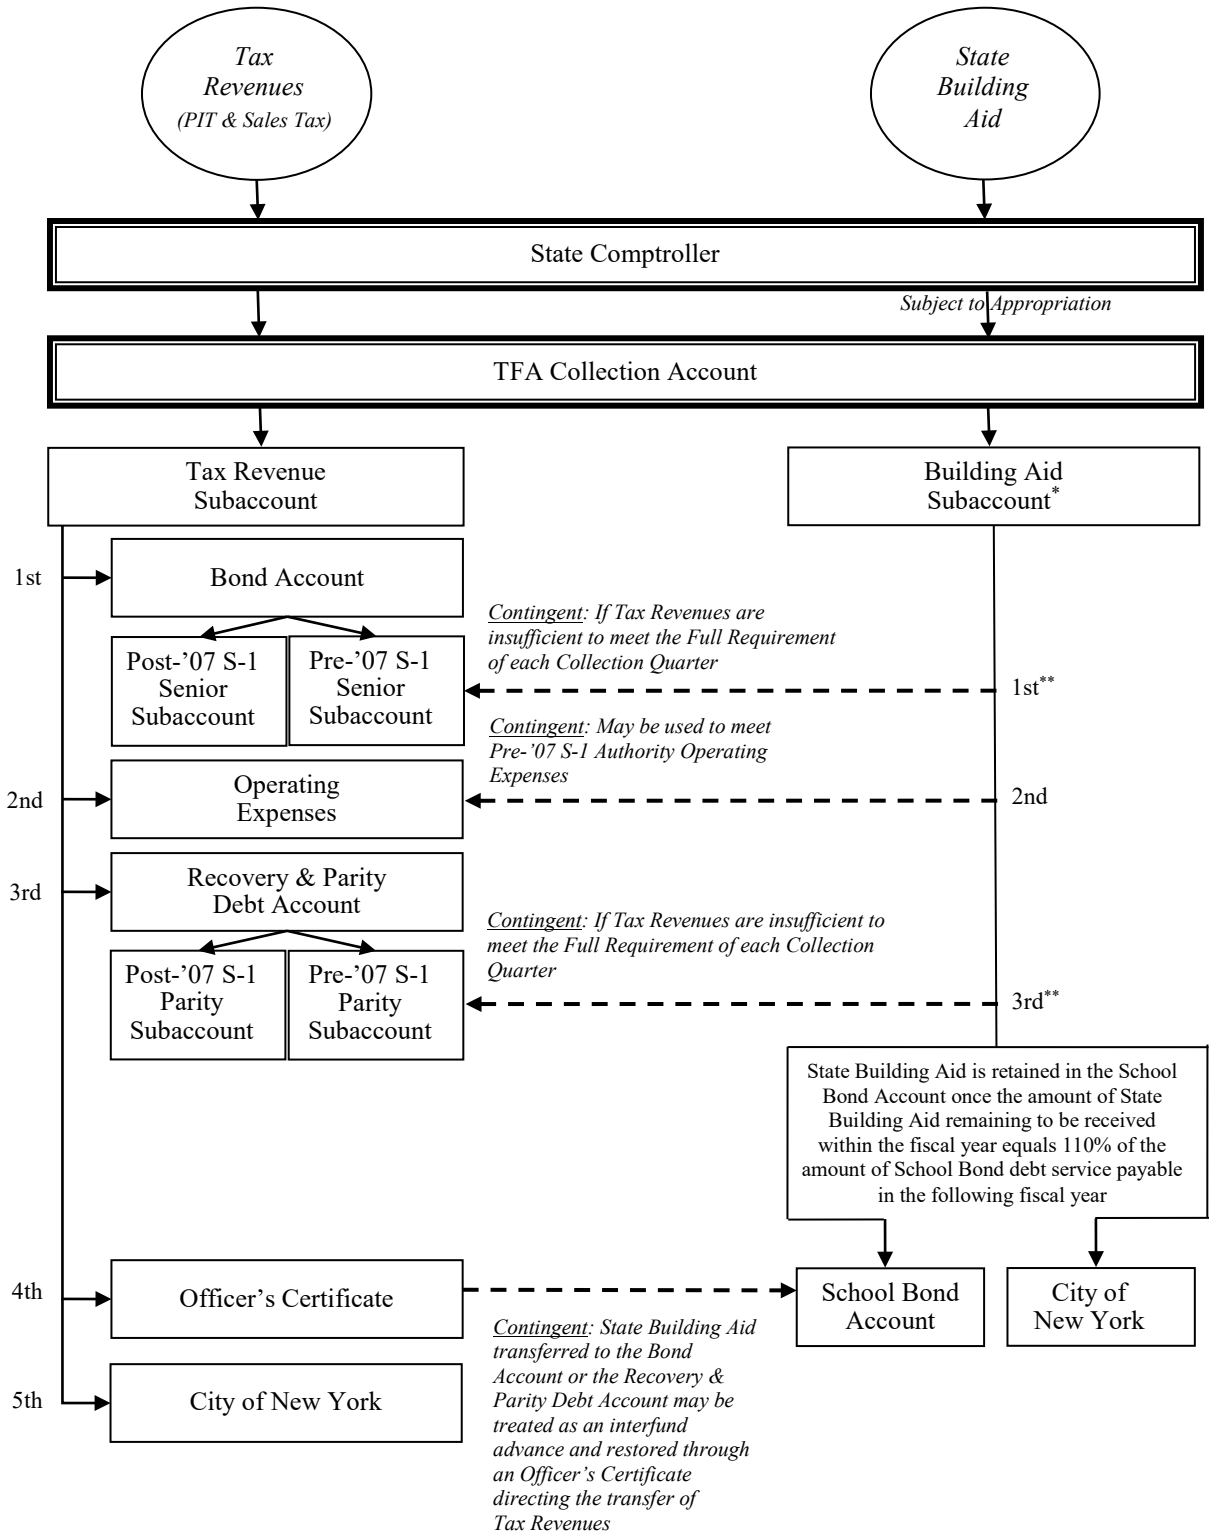 Tax
Revenues
(PIT & Sales Tax)
State
Building
Aid
State Comptroller
Subject to Appropriation
TFA Collection Account
Tax Revenue
Subaccount
Building Aid
Subaccount*
1st
Bond Account
Post-’07 S-1
Senior
Subaccount
Pre-’07 S-1
Senior
Subaccount
Contingent: If Tax Revenues are
insufficient to meet the Full Requirement
of each Collection Quarter
1st**
Contingent: May be used to meet
Pre-’07 S-1 Authority Operating
Expenses
2nd
Operating
Expenses
2nd
3rd
Recovery & Parity
Debt Account
Post-’07 S-1
Parity
Subaccount
Pre-’07 S-1
Parity
Subaccount
Contingent: If Tax Revenues are insufficient to
meet the Full Requirement of each Collection
Quarter
3rd**
State Building Aid is retained in the School
Bond Account once the amount of State
Building Aid remaining to be received
within the fiscal year equals 110% of the
amount of School Bond debt service payable
in the following fiscal year
4th
Officer’s Certificate
School Bond
Account
City of
New York
Contingent: State Building Aid
transferred to the Bond
Account or the Recovery &
Parity Debt Account may be
treated as an interfund
advance and restored through
an Officer’s Certificate
directing the transfer of
Tax Revenues
5th
City of New York